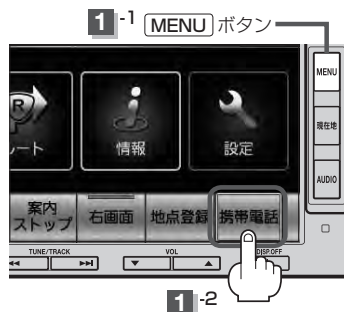 1 -1 MENU ボタン
MENU
R
ート
情報
設定
現在地
AUDIO
案内
ストップ
右画面
地点登録
携帯電話
TUNE/TRACK
VOL
DISP.OFF
1 -2